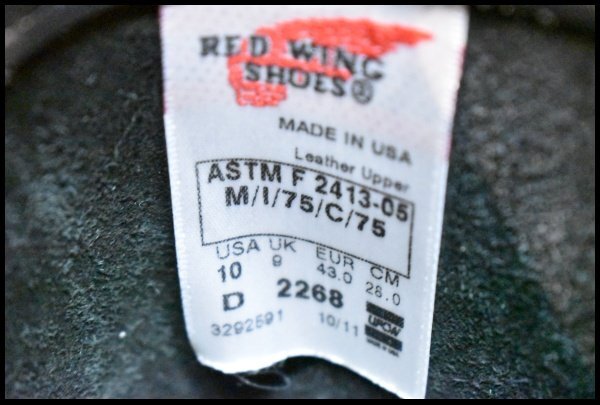 RED WING
SHOES®
MADE IN USA
Leather Upper
ASTM F 2413-05
M/I/75/C/75
USA UK EUR CM
10 9 43.0 28.0
D 2268
3292591 10/11